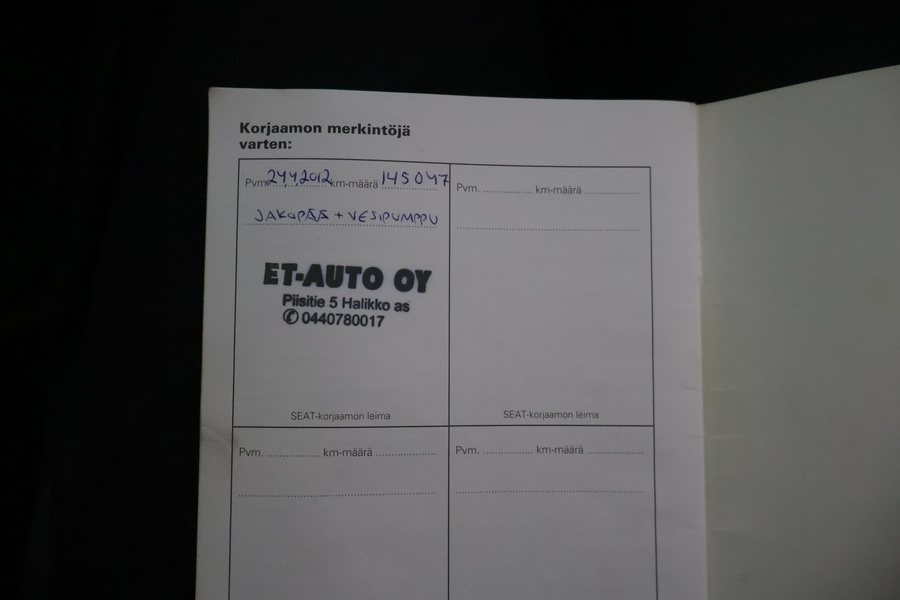 Korjaamon merkintöjä
varten:
Pvm. 24.4.2012 km-määrä 145047
JAKOPÄÄ + VESIPUMPPU
ET-AUTO OY
Piisitie 5 Halikko as
✆ 0440780017
SEAT-korjaamon leima
Pvm. .............. km-määrä ................
SEAT-korjaamon leima
Pvm. .............. km-määrä ................
Pvm. .............. km-määrä ................